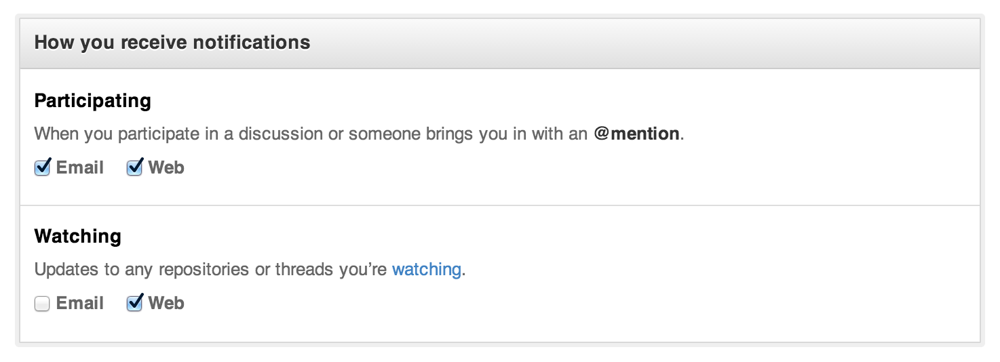 How you receive notifications
Participating
When you participate in a discussion or someone brings you in with an @mention.
Email Web
Watching
Updates to any repositories or threads you’re watching.
Email Web